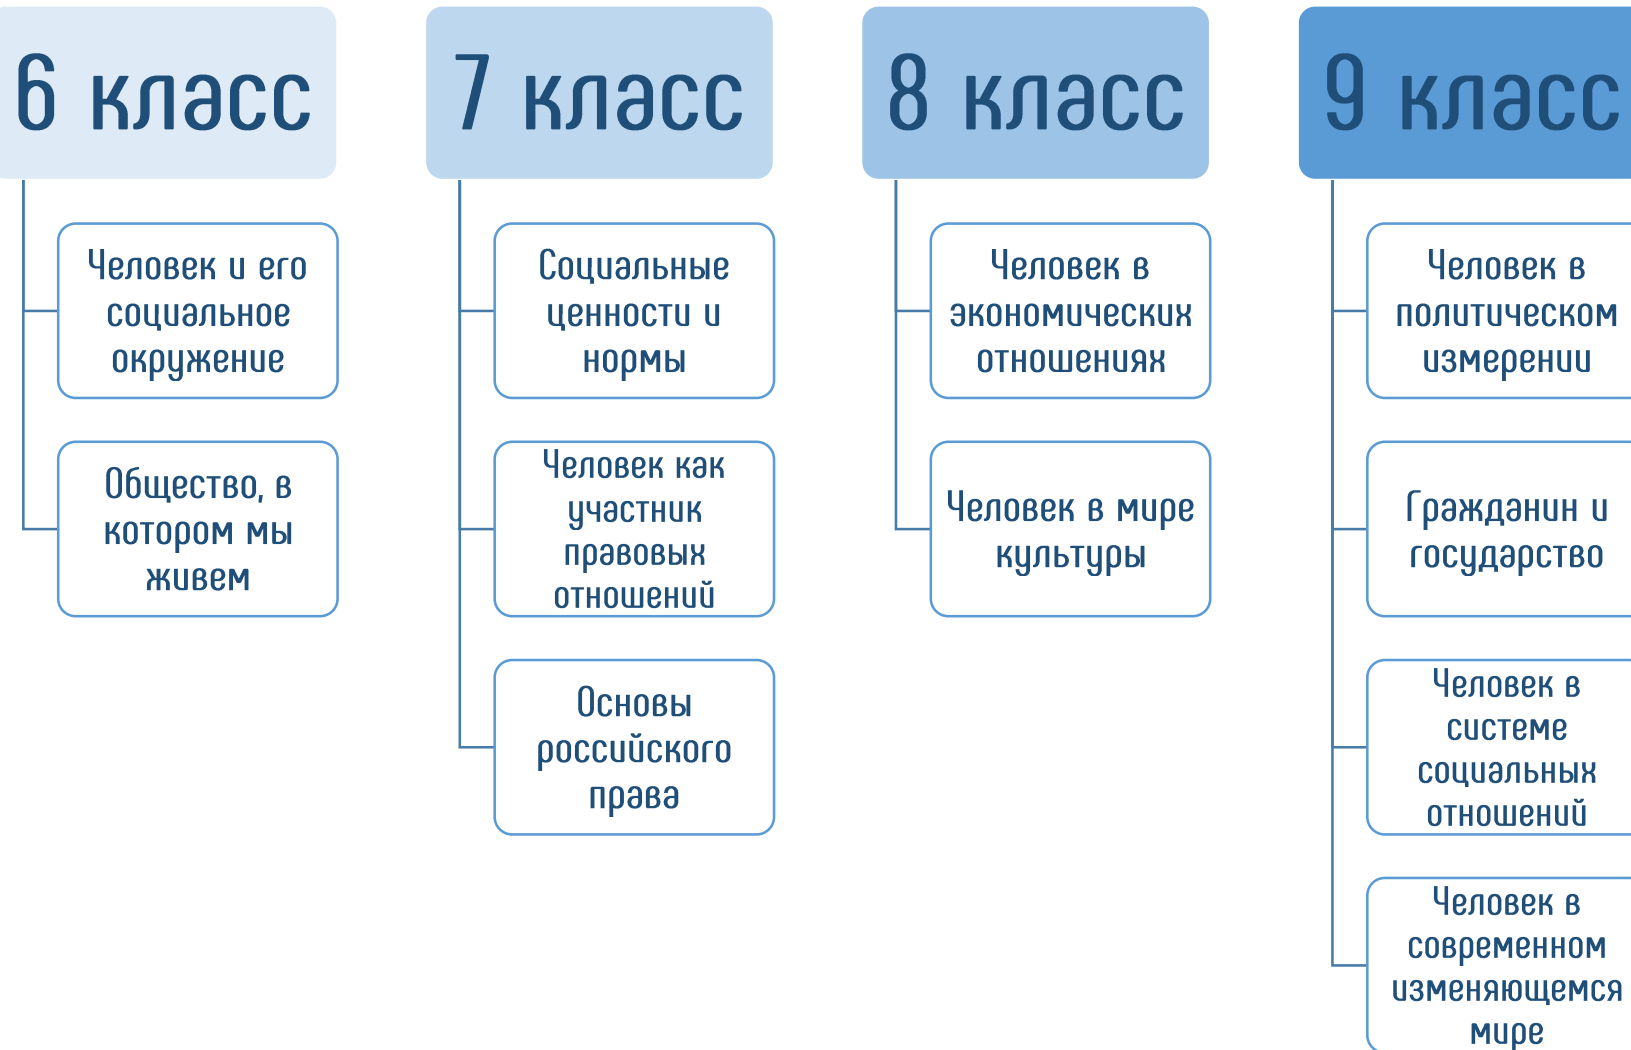 6 класс
Человек и его
социальное
окружение
Общество, в
котором мы
живем
7 класс
Социальные
ценности и
нормы
Человек как
участник
правовых
отношений
Основы
российского
права
8 класс
Человек в
экономических
отношениях
Человек в мире
культуры
9 класс
Человек в
политическом
измерении
Гражданин и
государство
Человек в
системе
социальных
отношений
Человек в
современном
изменяющемся
мире